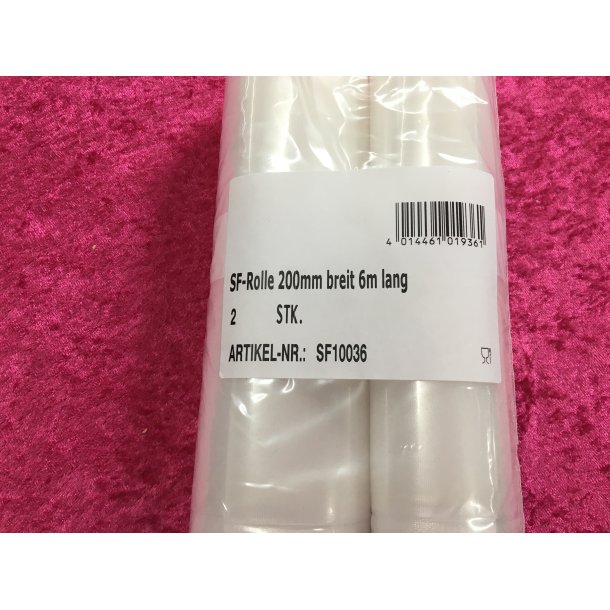 4 014461 019361
SF-Rolle 200mm breit 6m lang
2 STK.
ARTIKEL-NR.: SF10036